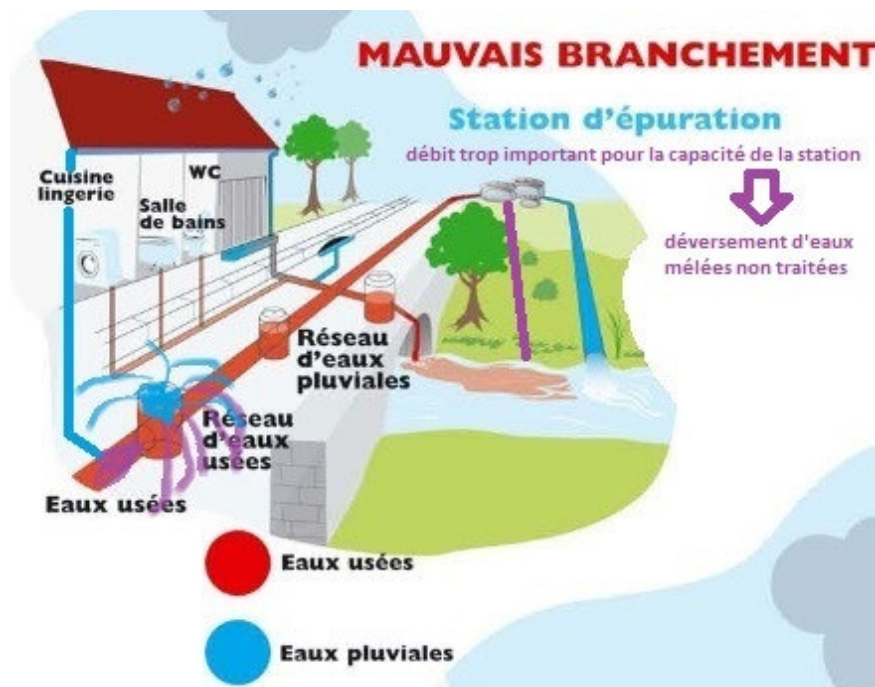 MAUVAIS BRANCHEMENT
Station d'épuration
débit trop important pour la capacité de la station
déversement d'eaux
mélées non traitées
Cuisine
lingerie
WC
Salle
de bains
Réseau
d'eaux
pluviales
Réseau
d'eaux
usées
Eaux usées
Eaux usées
Eaux pluviales